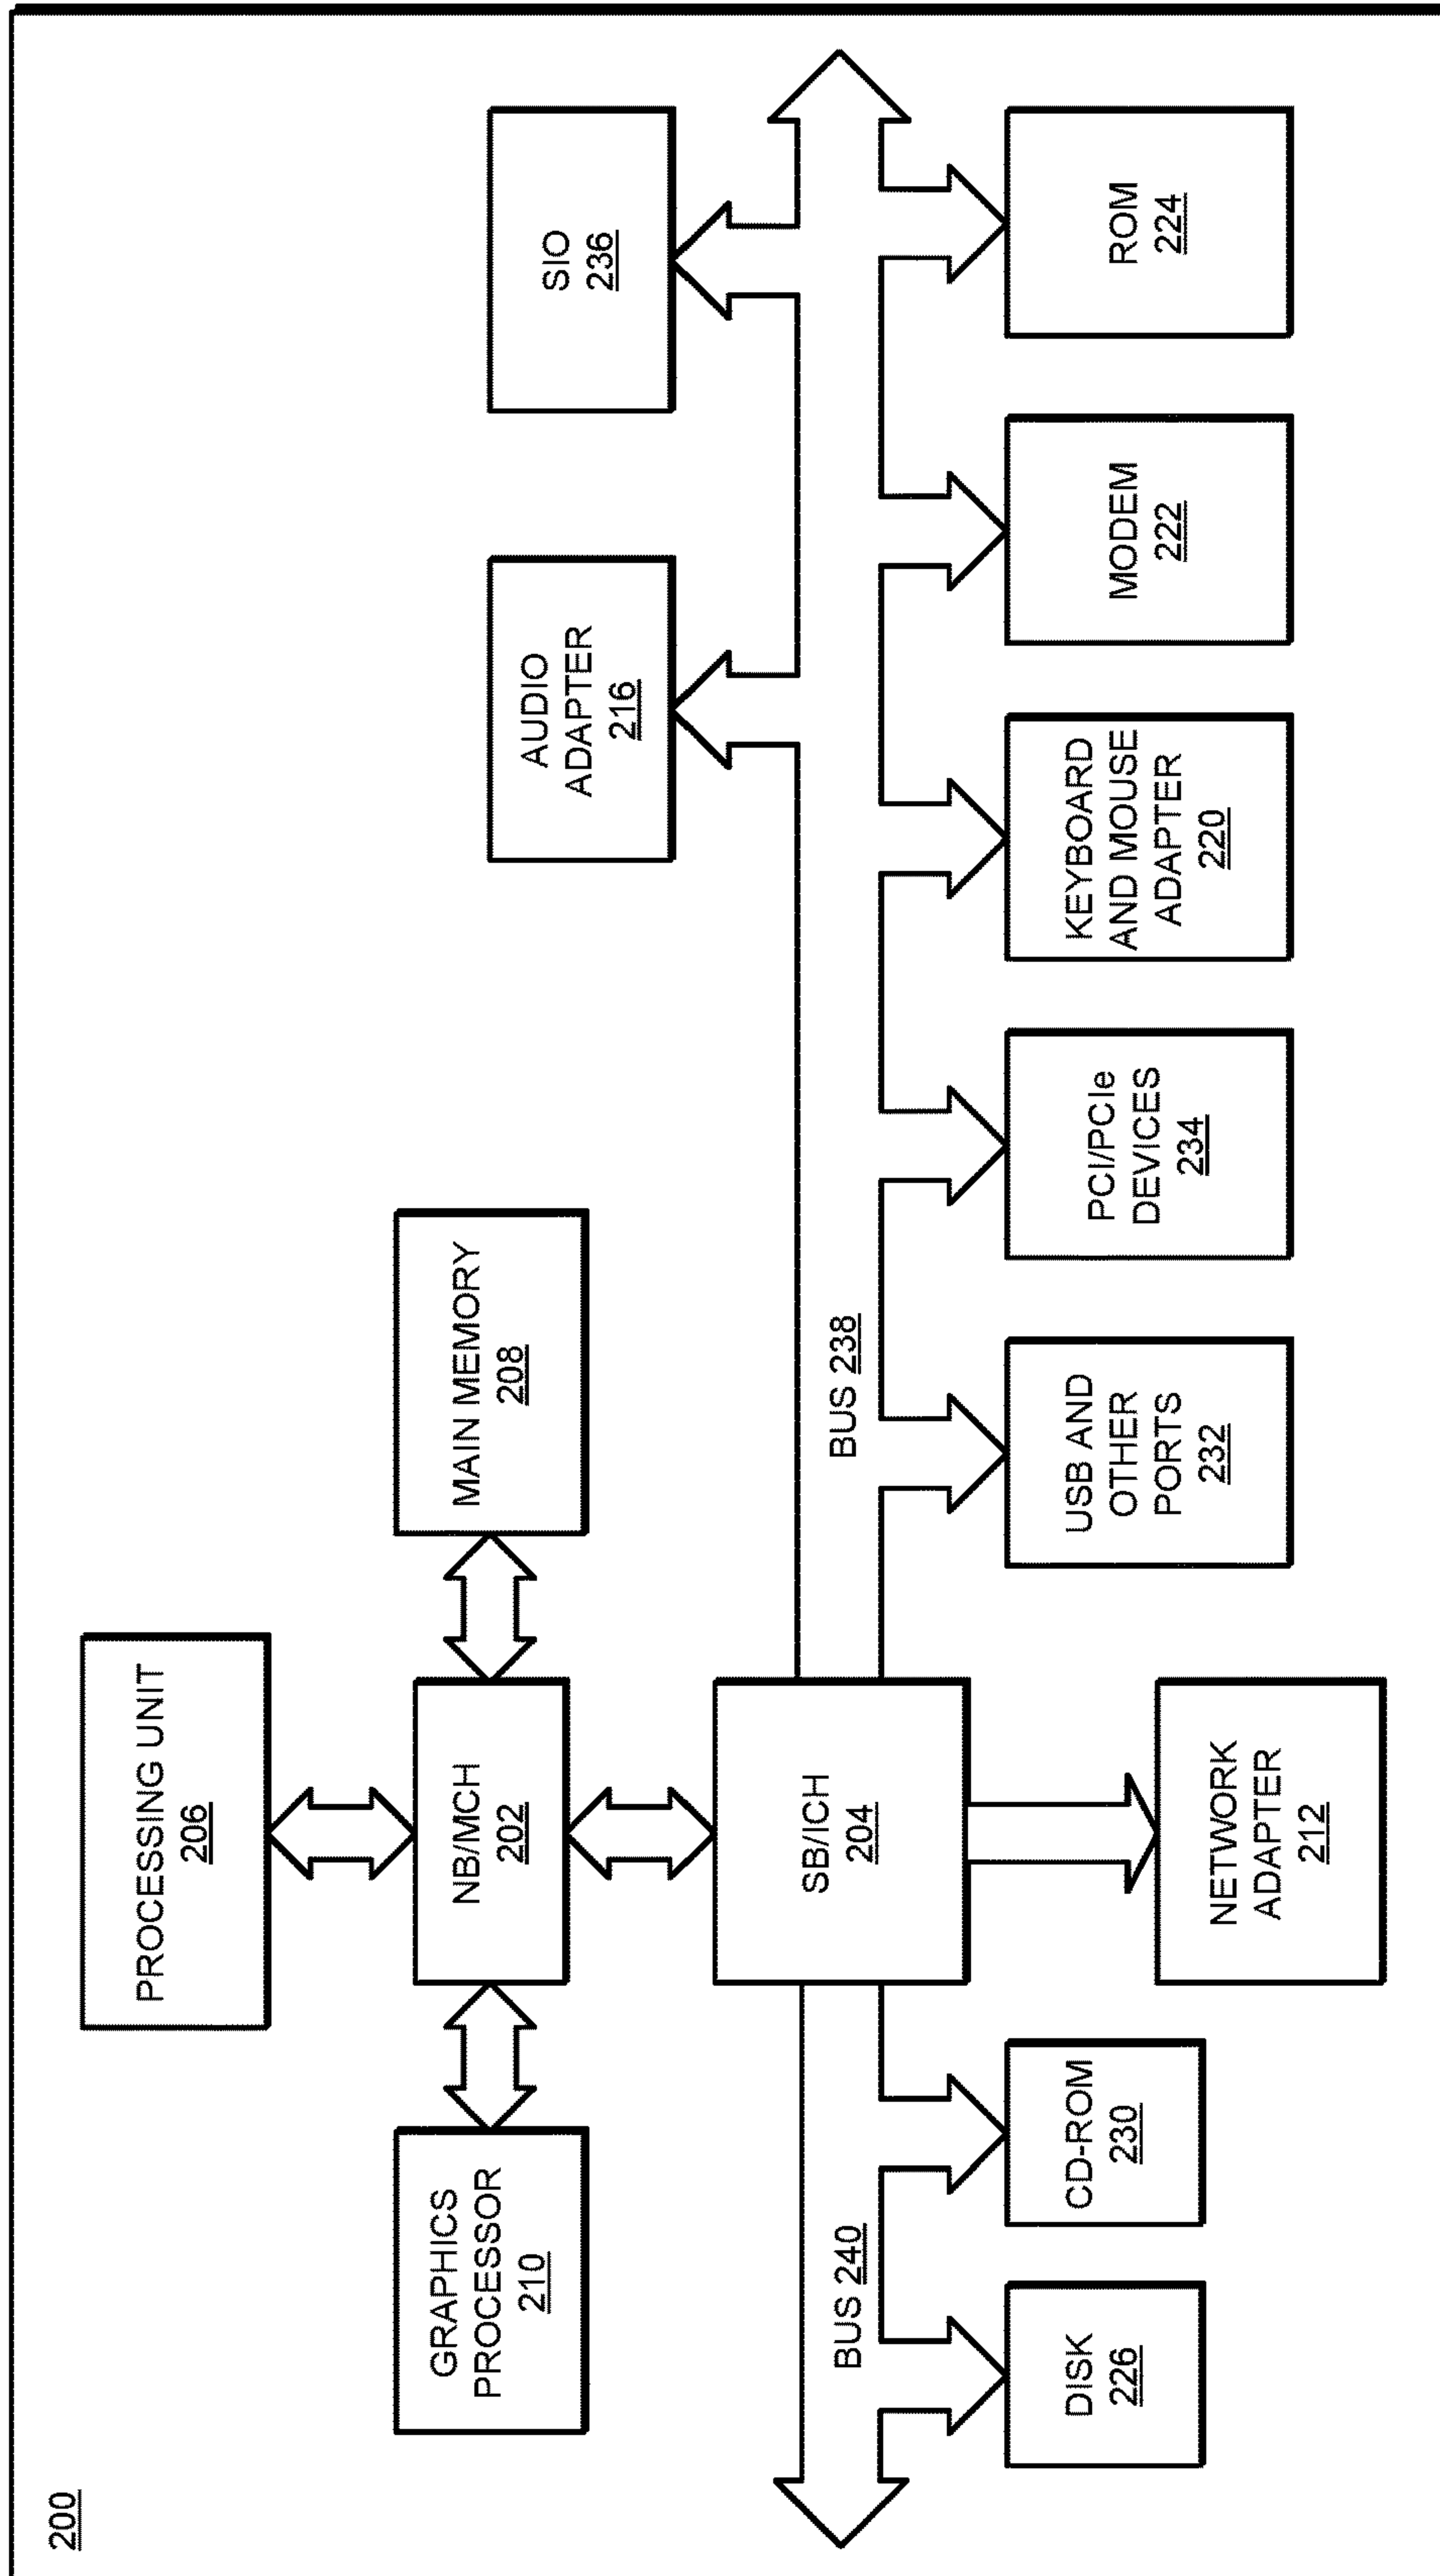 200
PROCESSING UNIT
206
GRAPHICS
PROCESSOR
210
NB/MCH
202
MAIN MEMORY
208
AUDIO
ADAPTER
216
SIO
236
SB/ICH
204
BUS 240
BUS 238
DISK
226
CD-ROM
230
NETWORK
ADAPTER
212
USB AND
OTHER
PORTS
232
PCI/PCIe
DEVICES
234
KEYBOARD
AND MOUSE
ADAPTER
220
MODEM
222
ROM
224